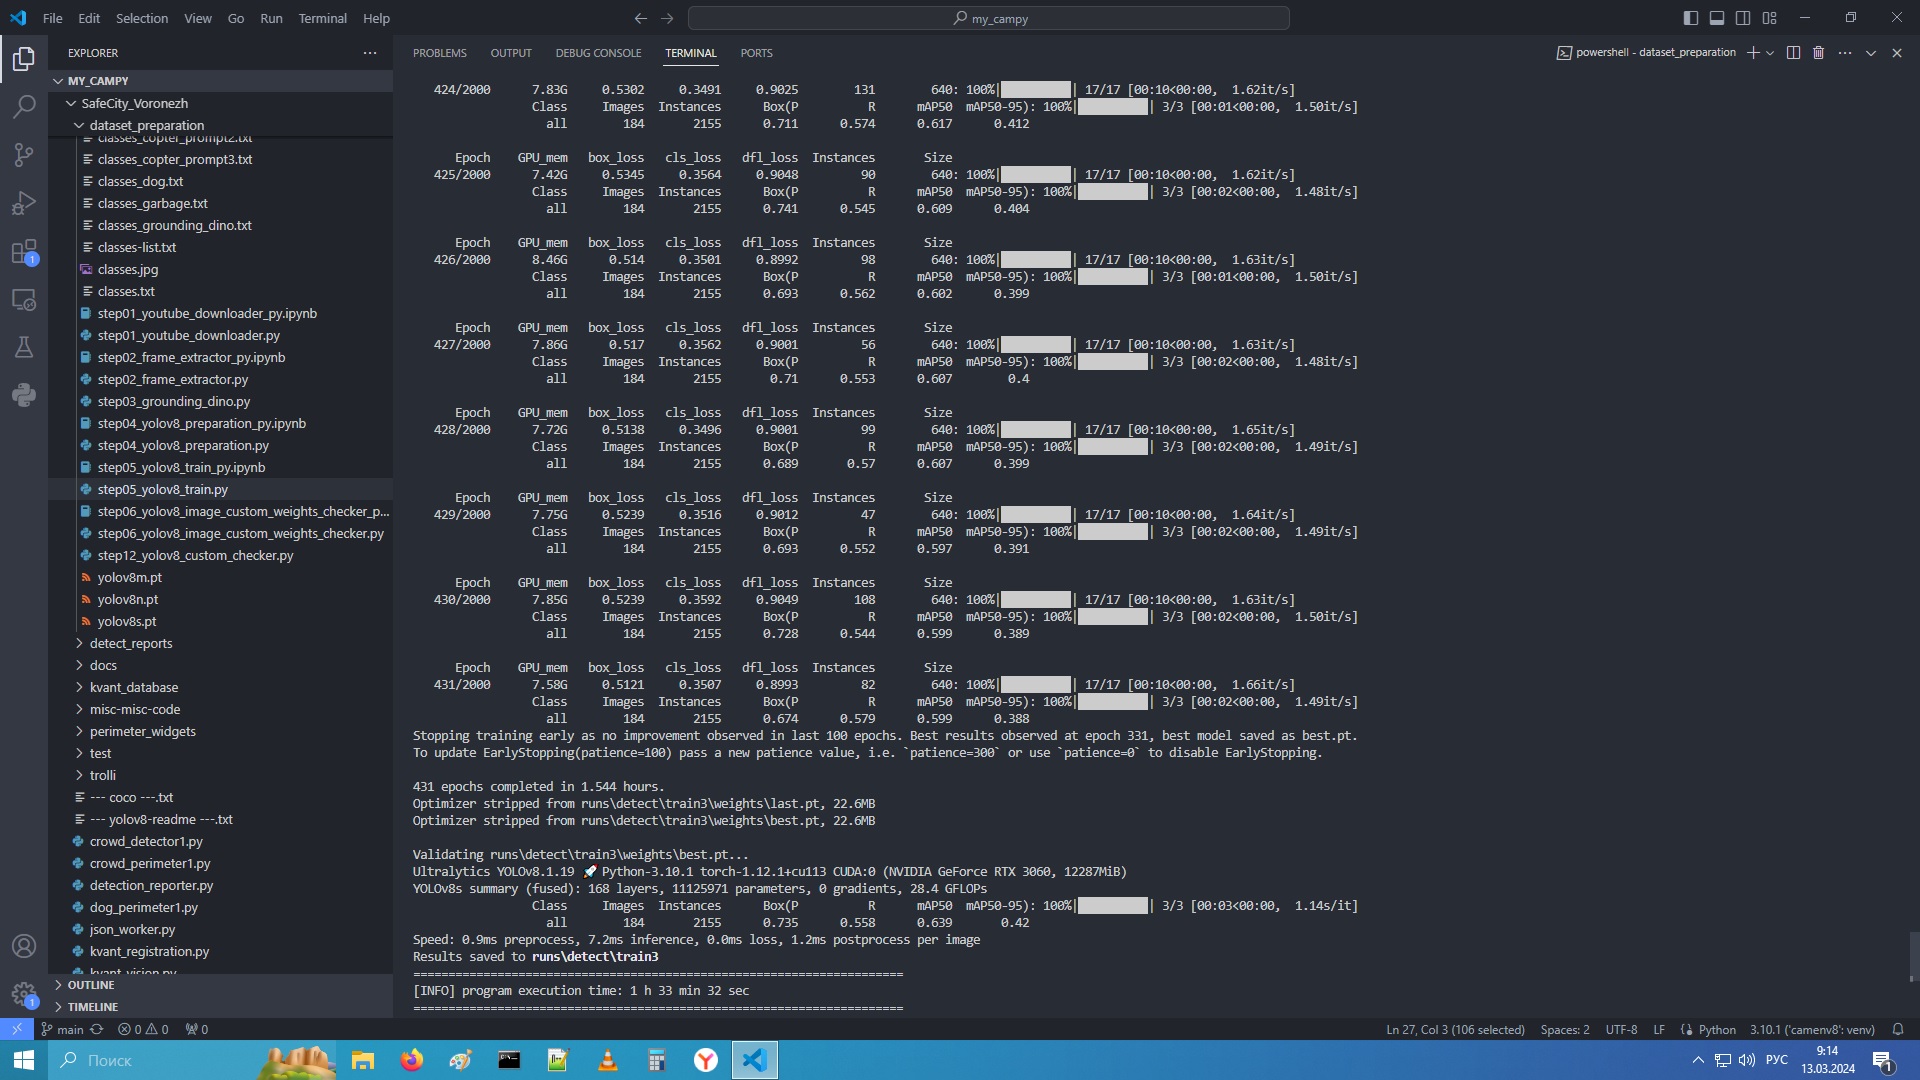 File Edit Selection View Go Run Terminal Help
my_campy
EXPLORER
MY_CAMPY
SafeCity_Voronezh
dataset_preparation
classes_copter_prompt2.txt
classes_copter_prompt3.txt
classes_dog.txt
classes_garbage.txt
classes_grounding_dino.txt
classes-list.txt
classes.jpg
classes.txt
step01_youtube_downloader_py.ipynb
step01_youtube_downloader.py
step02_frame_extractor_py.ipynb
step02_frame_extractor.py
step03_grounding_dino.py
step04_yolov8_preparation_py.ipynb
step04_yolov8_preparation.py
step05_yolov8_train_py.ipynb
step05_yolov8_train.py
step06_yolov8_image_custom_weights_checker_p...
step06_yolov8_image_custom_weights_checker.py
step12_yolov8_custom_checker.py
yolov8m.pt
yolov8n.pt
yolov8s.pt
detect_reports
docs
kvant_database
misc-misc-code
perimeter_widgets
test
trolli
--- coco ---.txt
--- yolov8-readme ---.txt
crowd_detector1.py
crowd_perimeter1.py
detection_reporter.py
dog_perimeter1.py
json_worker.py
kvant_registration.py
kvant_vision.py
OUTLINE
TIMELINE
PROBLEMS OUTPUT DEBUG CONSOLE TERMINAL PORTS
powershell - dataset_preparation
424/2000 7.83G 0.5302 0.3491 0.9025 131 640: 100%| | 17/17 [00:10<00:00, 1.62it/s]
Class Images Instances Box(P R mAP50 mAP50-95): 100%| | 3/3 [00:01<00:00, 1.50it/s]
all 184 2155 0.711 0.574 0.617 0.412
Epoch GPU_mem box_loss cls_loss dfl_loss Instances Size
425/2000 7.42G 0.5345 0.3564 0.9048 90 640: 100%| | 17/17 [00:10<00:00, 1.62it/s]
Class Images Instances Box(P R mAP50 mAP50-95): 100%| | 3/3 [00:02<00:00, 1.48it/s]
all 184 2155 0.741 0.545 0.609 0.404
Epoch GPU_mem box_loss cls_loss dfl_loss Instances Size
426/2000 8.46G 0.514 0.3501 0.8992 98 640: 100%| | 17/17 [00:10<00:00, 1.63it/s]
Class Images Instances Box(P R mAP50 mAP50-95): 100%| | 3/3 [00:01<00:00, 1.50it/s]
all 184 2155 0.693 0.562 0.602 0.399
Epoch GPU_mem box_loss cls_loss dfl_loss Instances Size
427/2000 7.86G 0.517 0.3562 0.9001 56 640: 100%| | 17/17 [00:10<00:00, 1.63it/s]
Class Images Instances Box(P R mAP50 mAP50-95): 100%| | 3/3 [00:02<00:00, 1.48it/s]
all 184 2155 0.71 0.553 0.607 0.4
Epoch GPU_mem box_loss cls_loss dfl_loss Instances Size
428/2000 7.72G 0.5138 0.3496 0.9001 99 640: 100%| | 17/17 [00:10<00:00, 1.65it/s]
Class Images Instances Box(P R mAP50 mAP50-95): 100%| | 3/3 [00:02<00:00, 1.49it/s]
all 184 2155 0.689 0.57 0.607 0.399
Epoch GPU_mem box_loss cls_loss dfl_loss Instances Size
429/2000 7.75G 0.5239 0.3516 0.9012 47 640: 100%| | 17/17 [00:10<00:00, 1.64it/s]
Class Images Instances Box(P R mAP50 mAP50-95): 100%| | 3/3 [00:02<00:00, 1.49it/s]
all 184 2155 0.693 0.552 0.597 0.391
Epoch GPU_mem box_loss cls_loss dfl_loss Instances Size
430/2000 7.85G 0.5239 0.3592 0.9049 108 640: 100%| | 17/17 [00:10<00:00, 1.63it/s]
Class Images Instances Box(P R mAP50 mAP50-95): 100%| | 3/3 [00:02<00:00, 1.50it/s]
all 184 2155 0.728 0.544 0.599 0.389
Epoch GPU_mem box_loss cls_loss dfl_loss Instances Size
431/2000 7.58G 0.5121 0.3507 0.8993 82 640: 100%| | 17/17 [00:10<00:00, 1.66it/s]
Class Images Instances Box(P R mAP50 mAP50-95): 100%| | 3/3 [00:02<00:00, 1.49it/s]
all 184 2155 0.674 0.579 0.599 0.388
Stopping training early as no improvement observed in last 100 epochs. Best results observed at epoch 331, best model saved as best.pt.
To update EarlyStopping(patience=100) pass a new patience value, i.e. `patience=300` or use `patience=0` to disable EarlyStopping.
431 epochs completed in 1.544 hours.
Optimizer stripped from runs\detect\train3\weights\last.pt, 22.6MB
Optimizer stripped from runs\detect\train3\weights\best.pt, 22.6MB
Validating runs\detect\train3\weights\best.pt...
Ultralytics YOLOv8.1.19 🚀 Python-3.10.1 torch-1.12.1+cu113 CUDA:0 (NVIDIA GeForce RTX 3060, 12287MiB)
YOLOv8s summary (fused): 168 layers, 11125971 parameters, 0 gradients, 28.4 GFLOPs
Class Images Instances Box(P R mAP50 mAP50-95): 100%| | 3/3 [00:03<00:00, 1.14s/it]
all 184 2155 0.735 0.558 0.639 0.42
Speed: 0.9ms preprocess, 7.2ms inference, 0.0ms loss, 1.2ms postprocess per image
Results saved to runs\detect\train3
======================================================================
[INFO] program execution time: 1 h 33 min 32 sec
======================================================================
main 0 0 0 Ln 27, Col 3 (106 selected) Spaces: 2 UTF-8 LF Python 3.10.1 ('camenv8': venv)
Поиск
РУС
9:14
13.03.2024
1
1
1